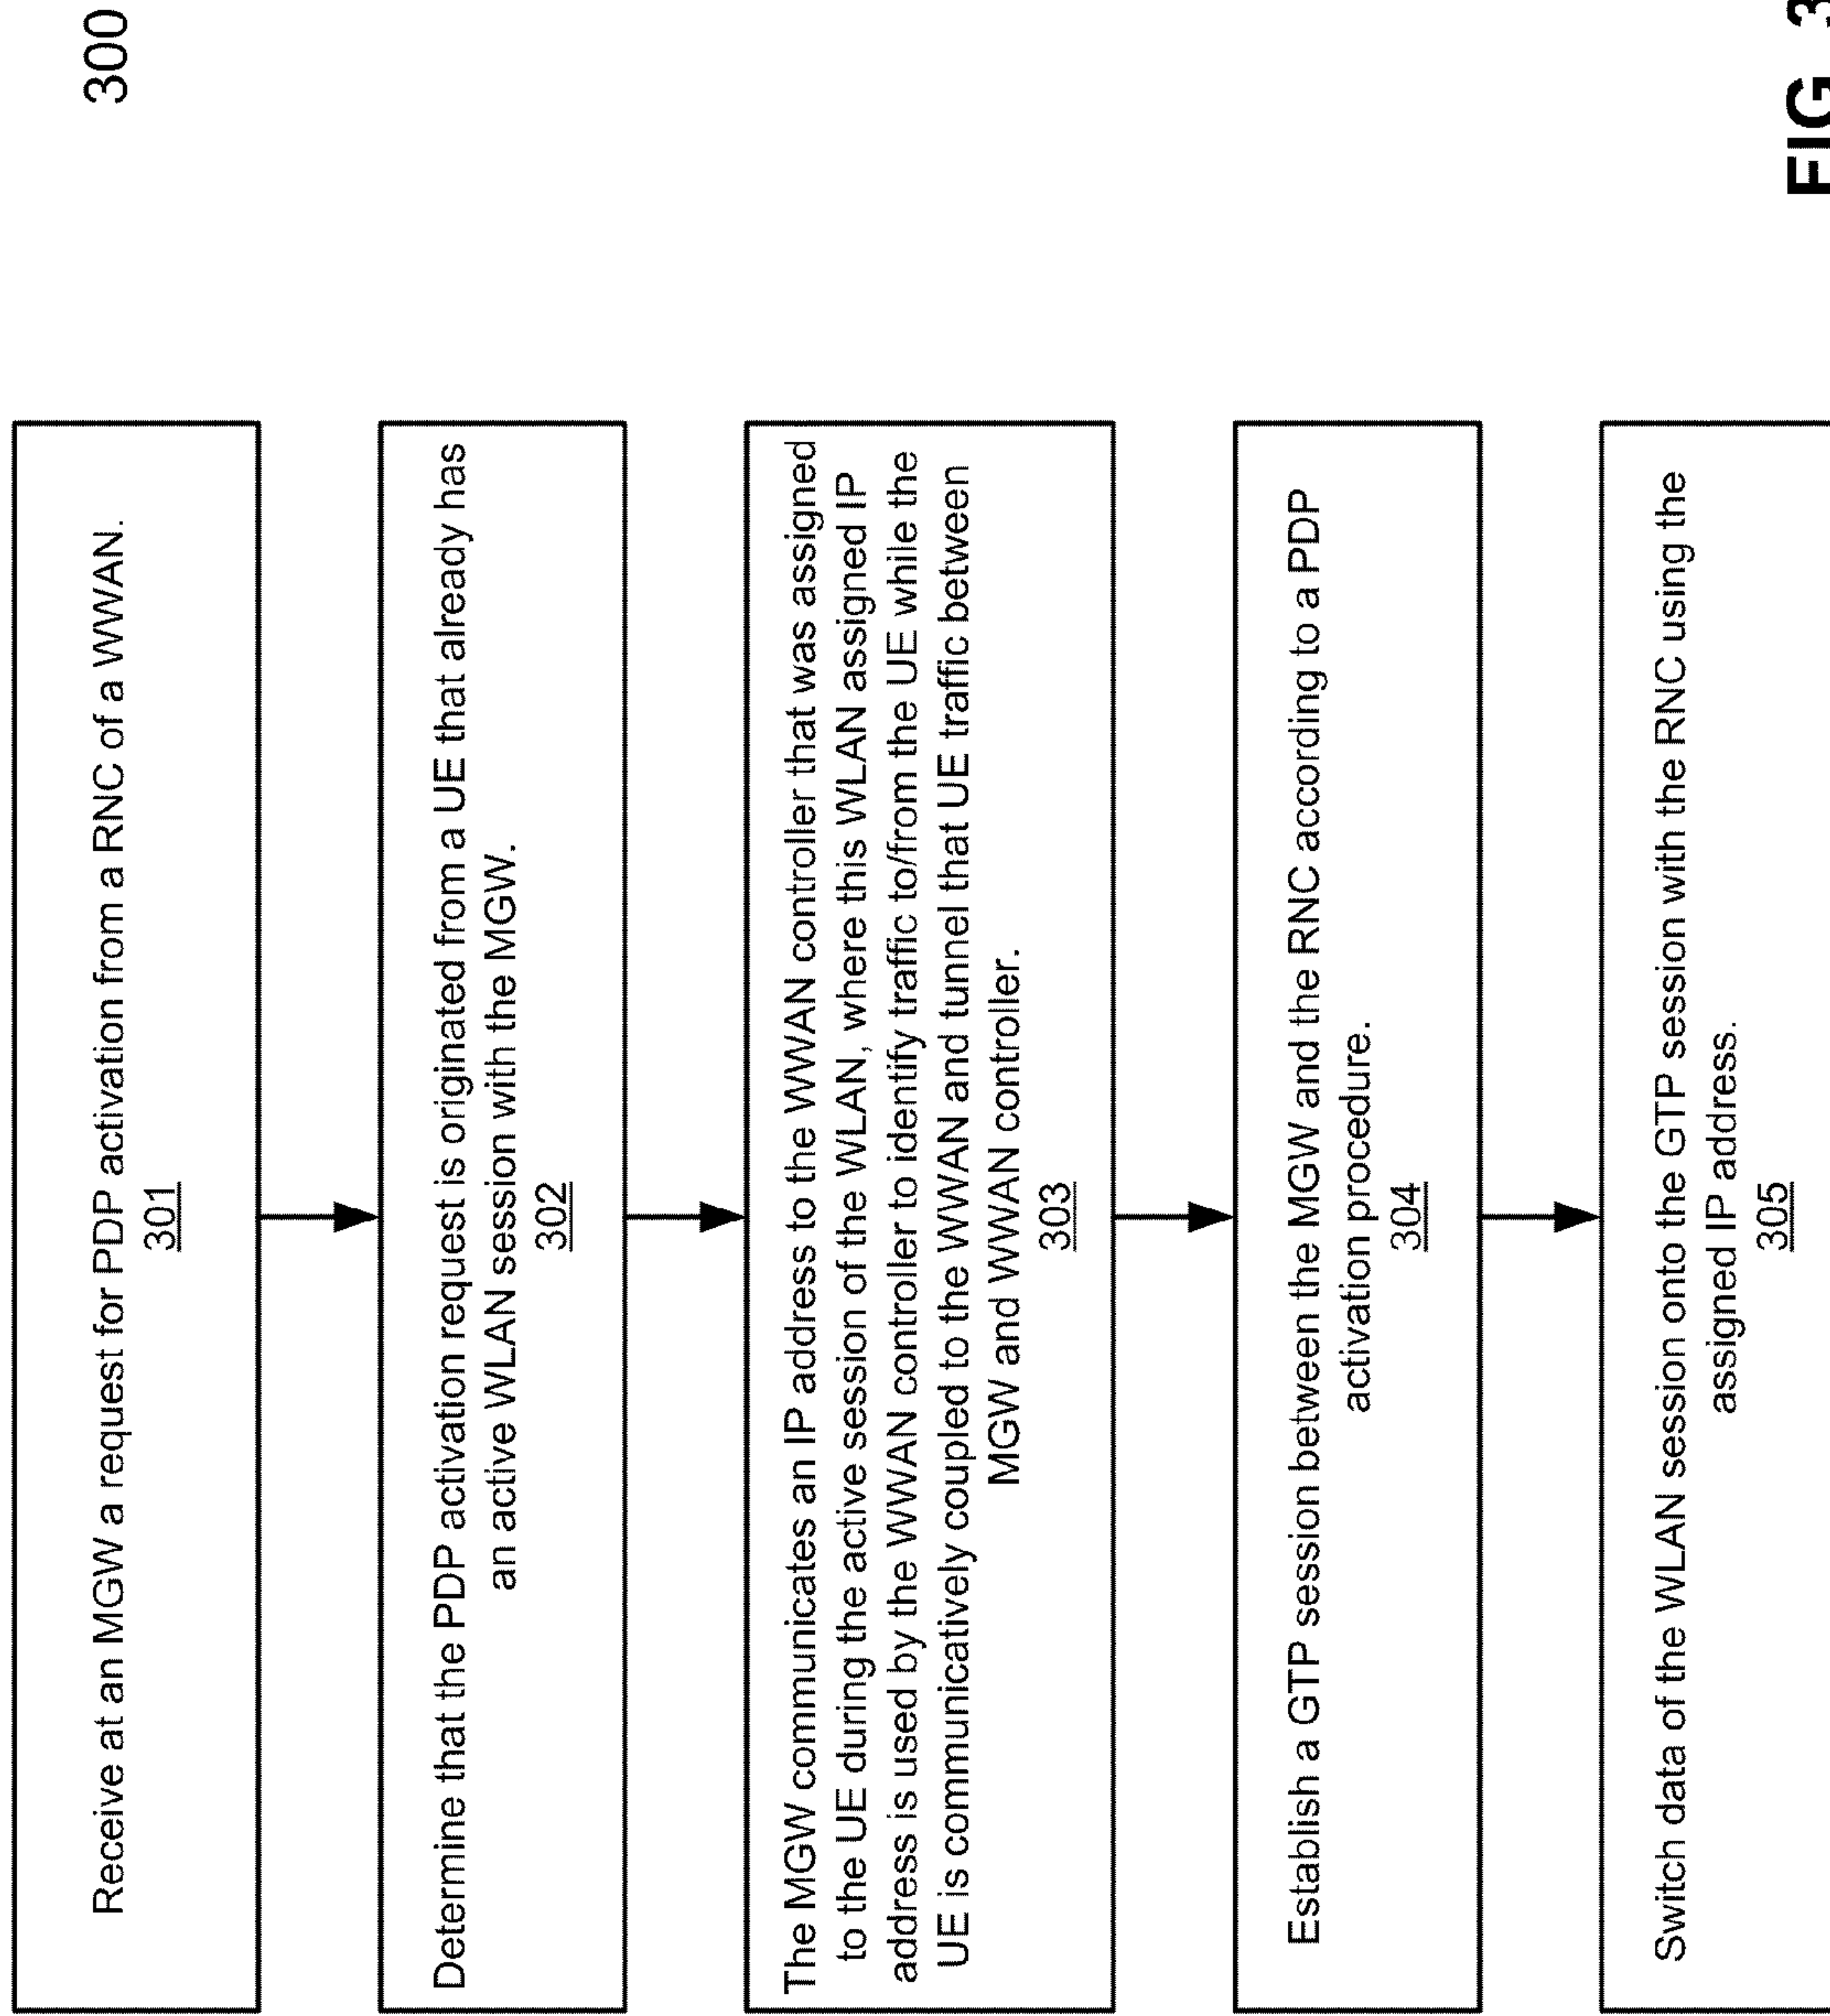 300
Receive at an MGW a request for PDP activation from a RNC of a WWAN.
301
Determine that the PDP activation request is originated from a UE that already has
an active WLAN session with the MGW.
302
The MGW communicates an IP address to the WWAN controller that was assigned
to the UE during the active session of the WLAN, where this WLAN assigned IP
address is used by the WWAN controller to identify traffic to/from the UE while the
UE is communicatively coupled to the WWAN and tunnel that UE traffic between
MGW and WWAN controller.
303
Establish a GTP session between the MGW and the RNC according to a PDP
activation procedure.
304
Switch data of the WLAN session onto the GTP session with the RNC using the
assigned IP address.
305
FIG. 3